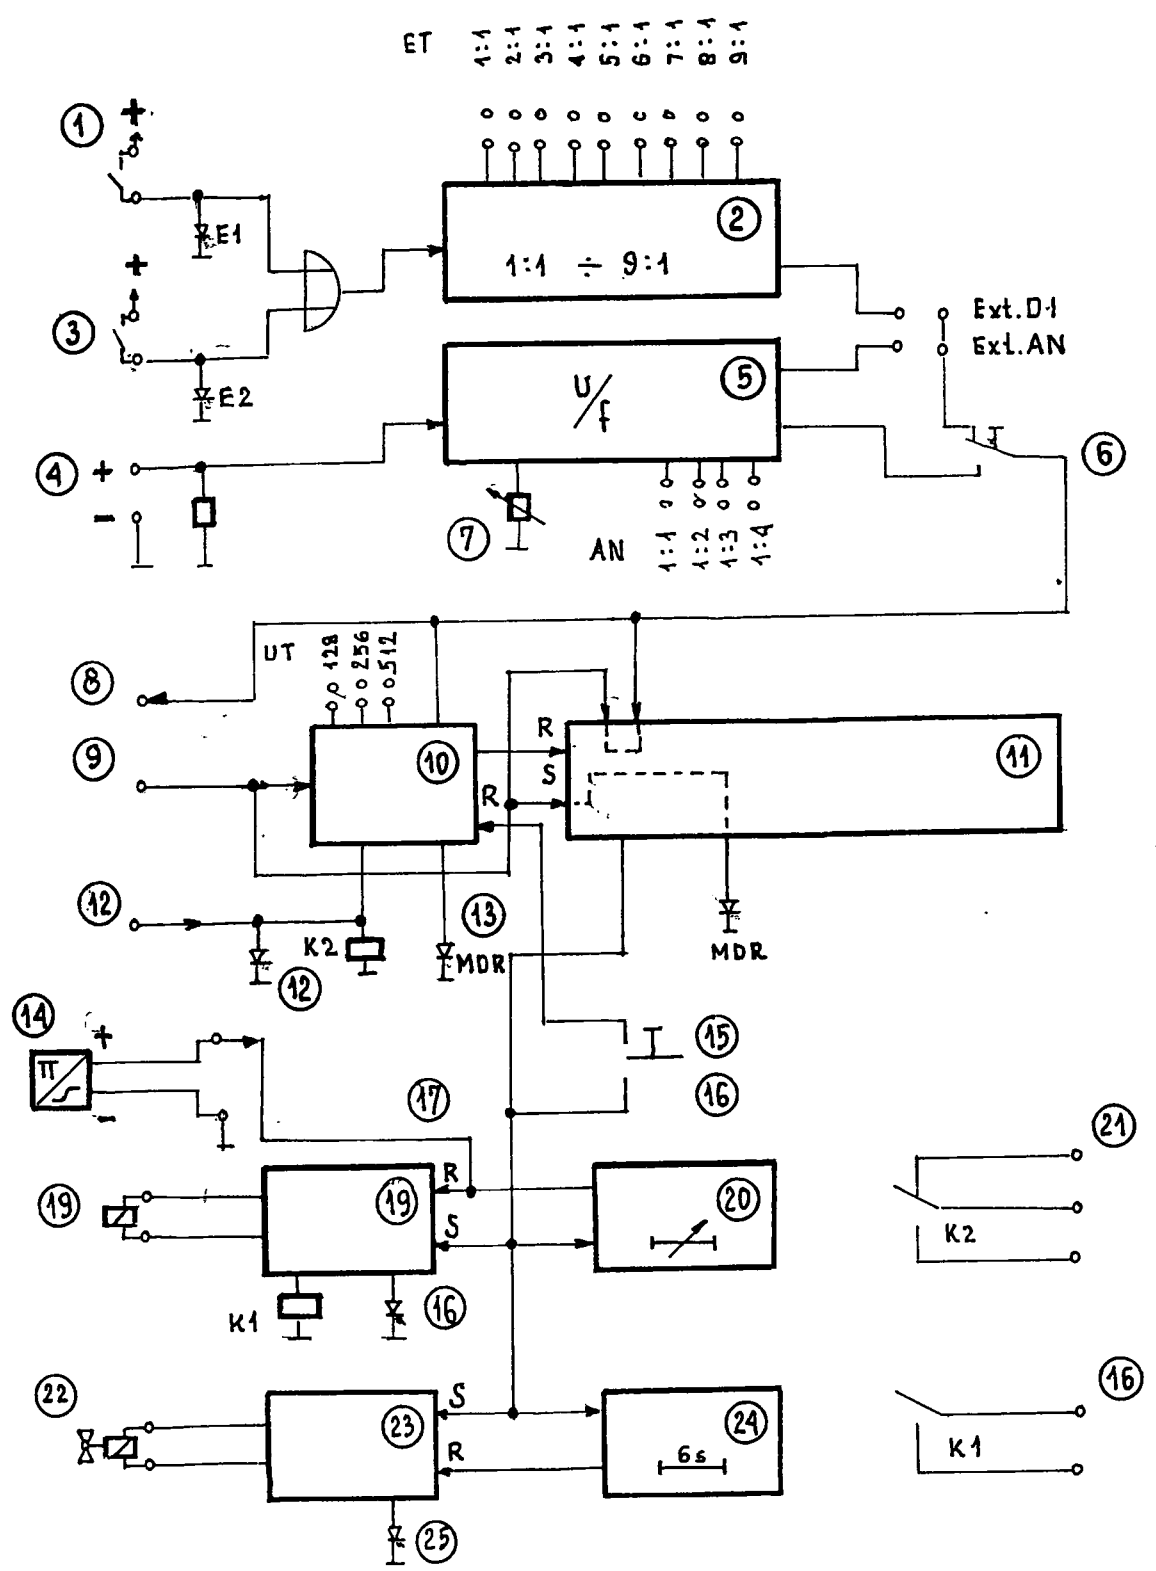 ET 1:1 2:1 3:1 4:1 5:1 6:1 7:1 8:1 9:1
1 +
2
E1
1:1 ÷ 9:1
+
3
Ext.D1
Ext.AN
E2
U/f
5
4 +
−
6
7
AN 1:1 1:2 1:3 1:4
UT 128 256 512
8
9
10
R
S
R
11
12
K2
12
13
MDR
MDR
14
+
π
−
15
16
17
21
19
R
19
S
20
K2
K1
16
22
S
23
R
24
6s
16
K1
25